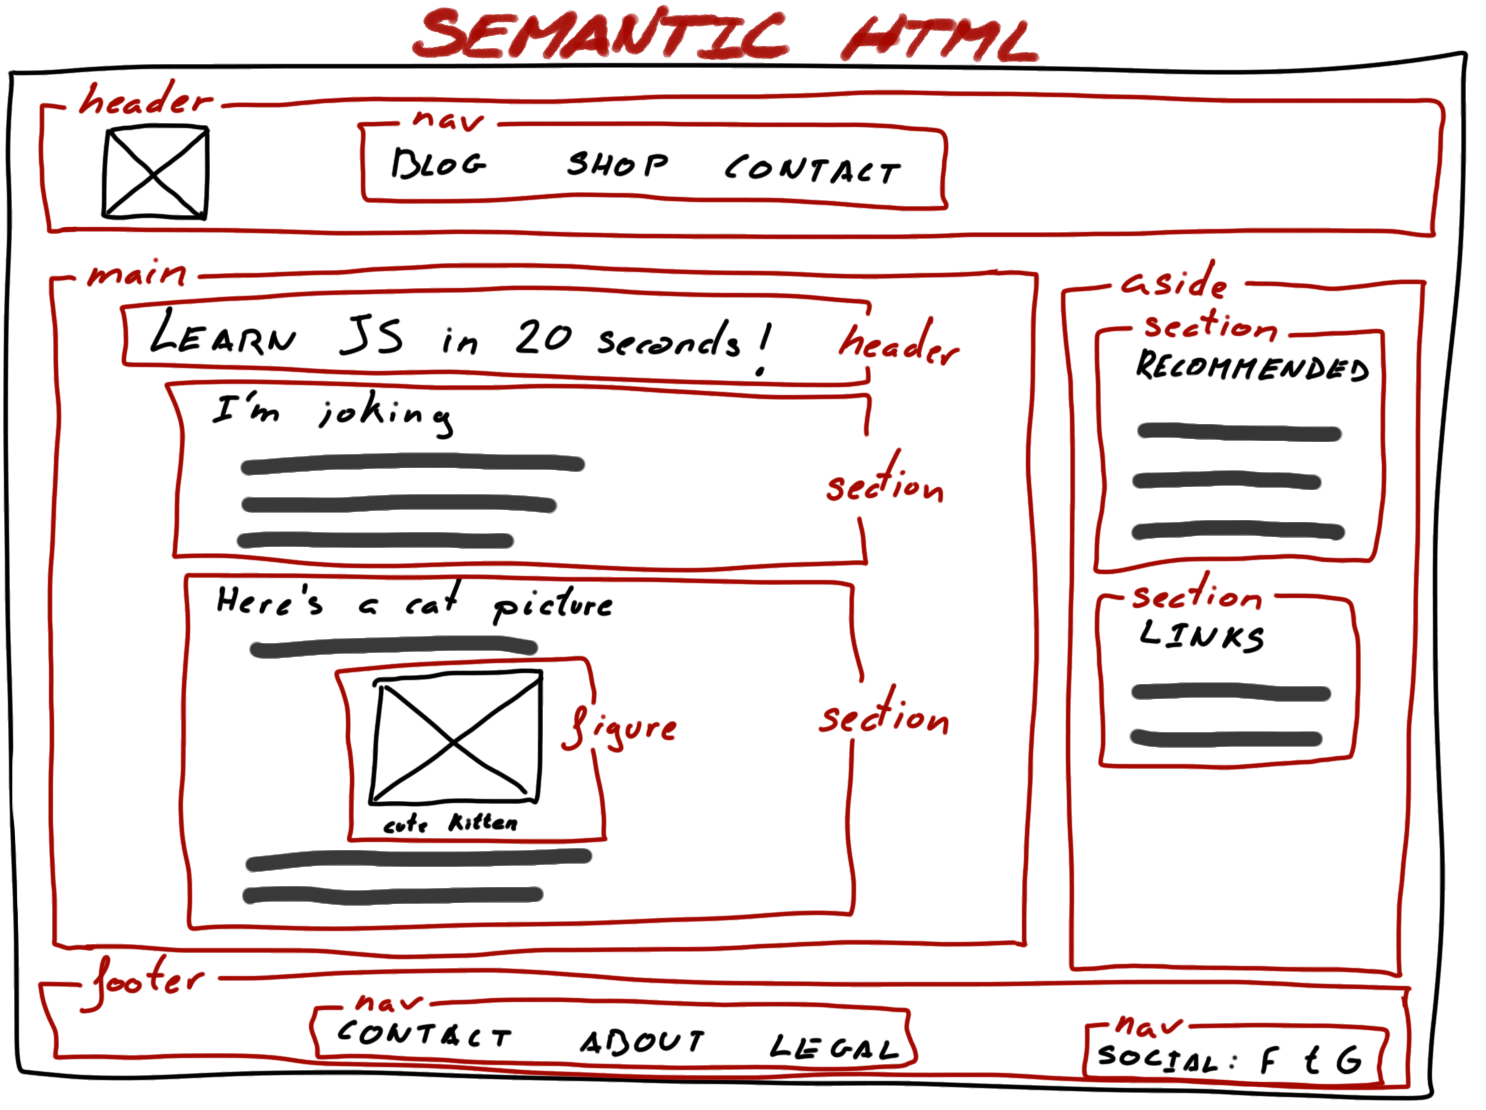 SEMANTIC HTML
header
nav
BLOG SHOP CONTACT
main
LEARN JS in 20 seconds!
header
I'm joking
section
Here's a cat picture
figure
cute kitten
section
aside
section
RECOMMENDED
section
LINKS
footer
nav
CONTACT ABOUT LEGAL
nav
SOCIAL: F t G